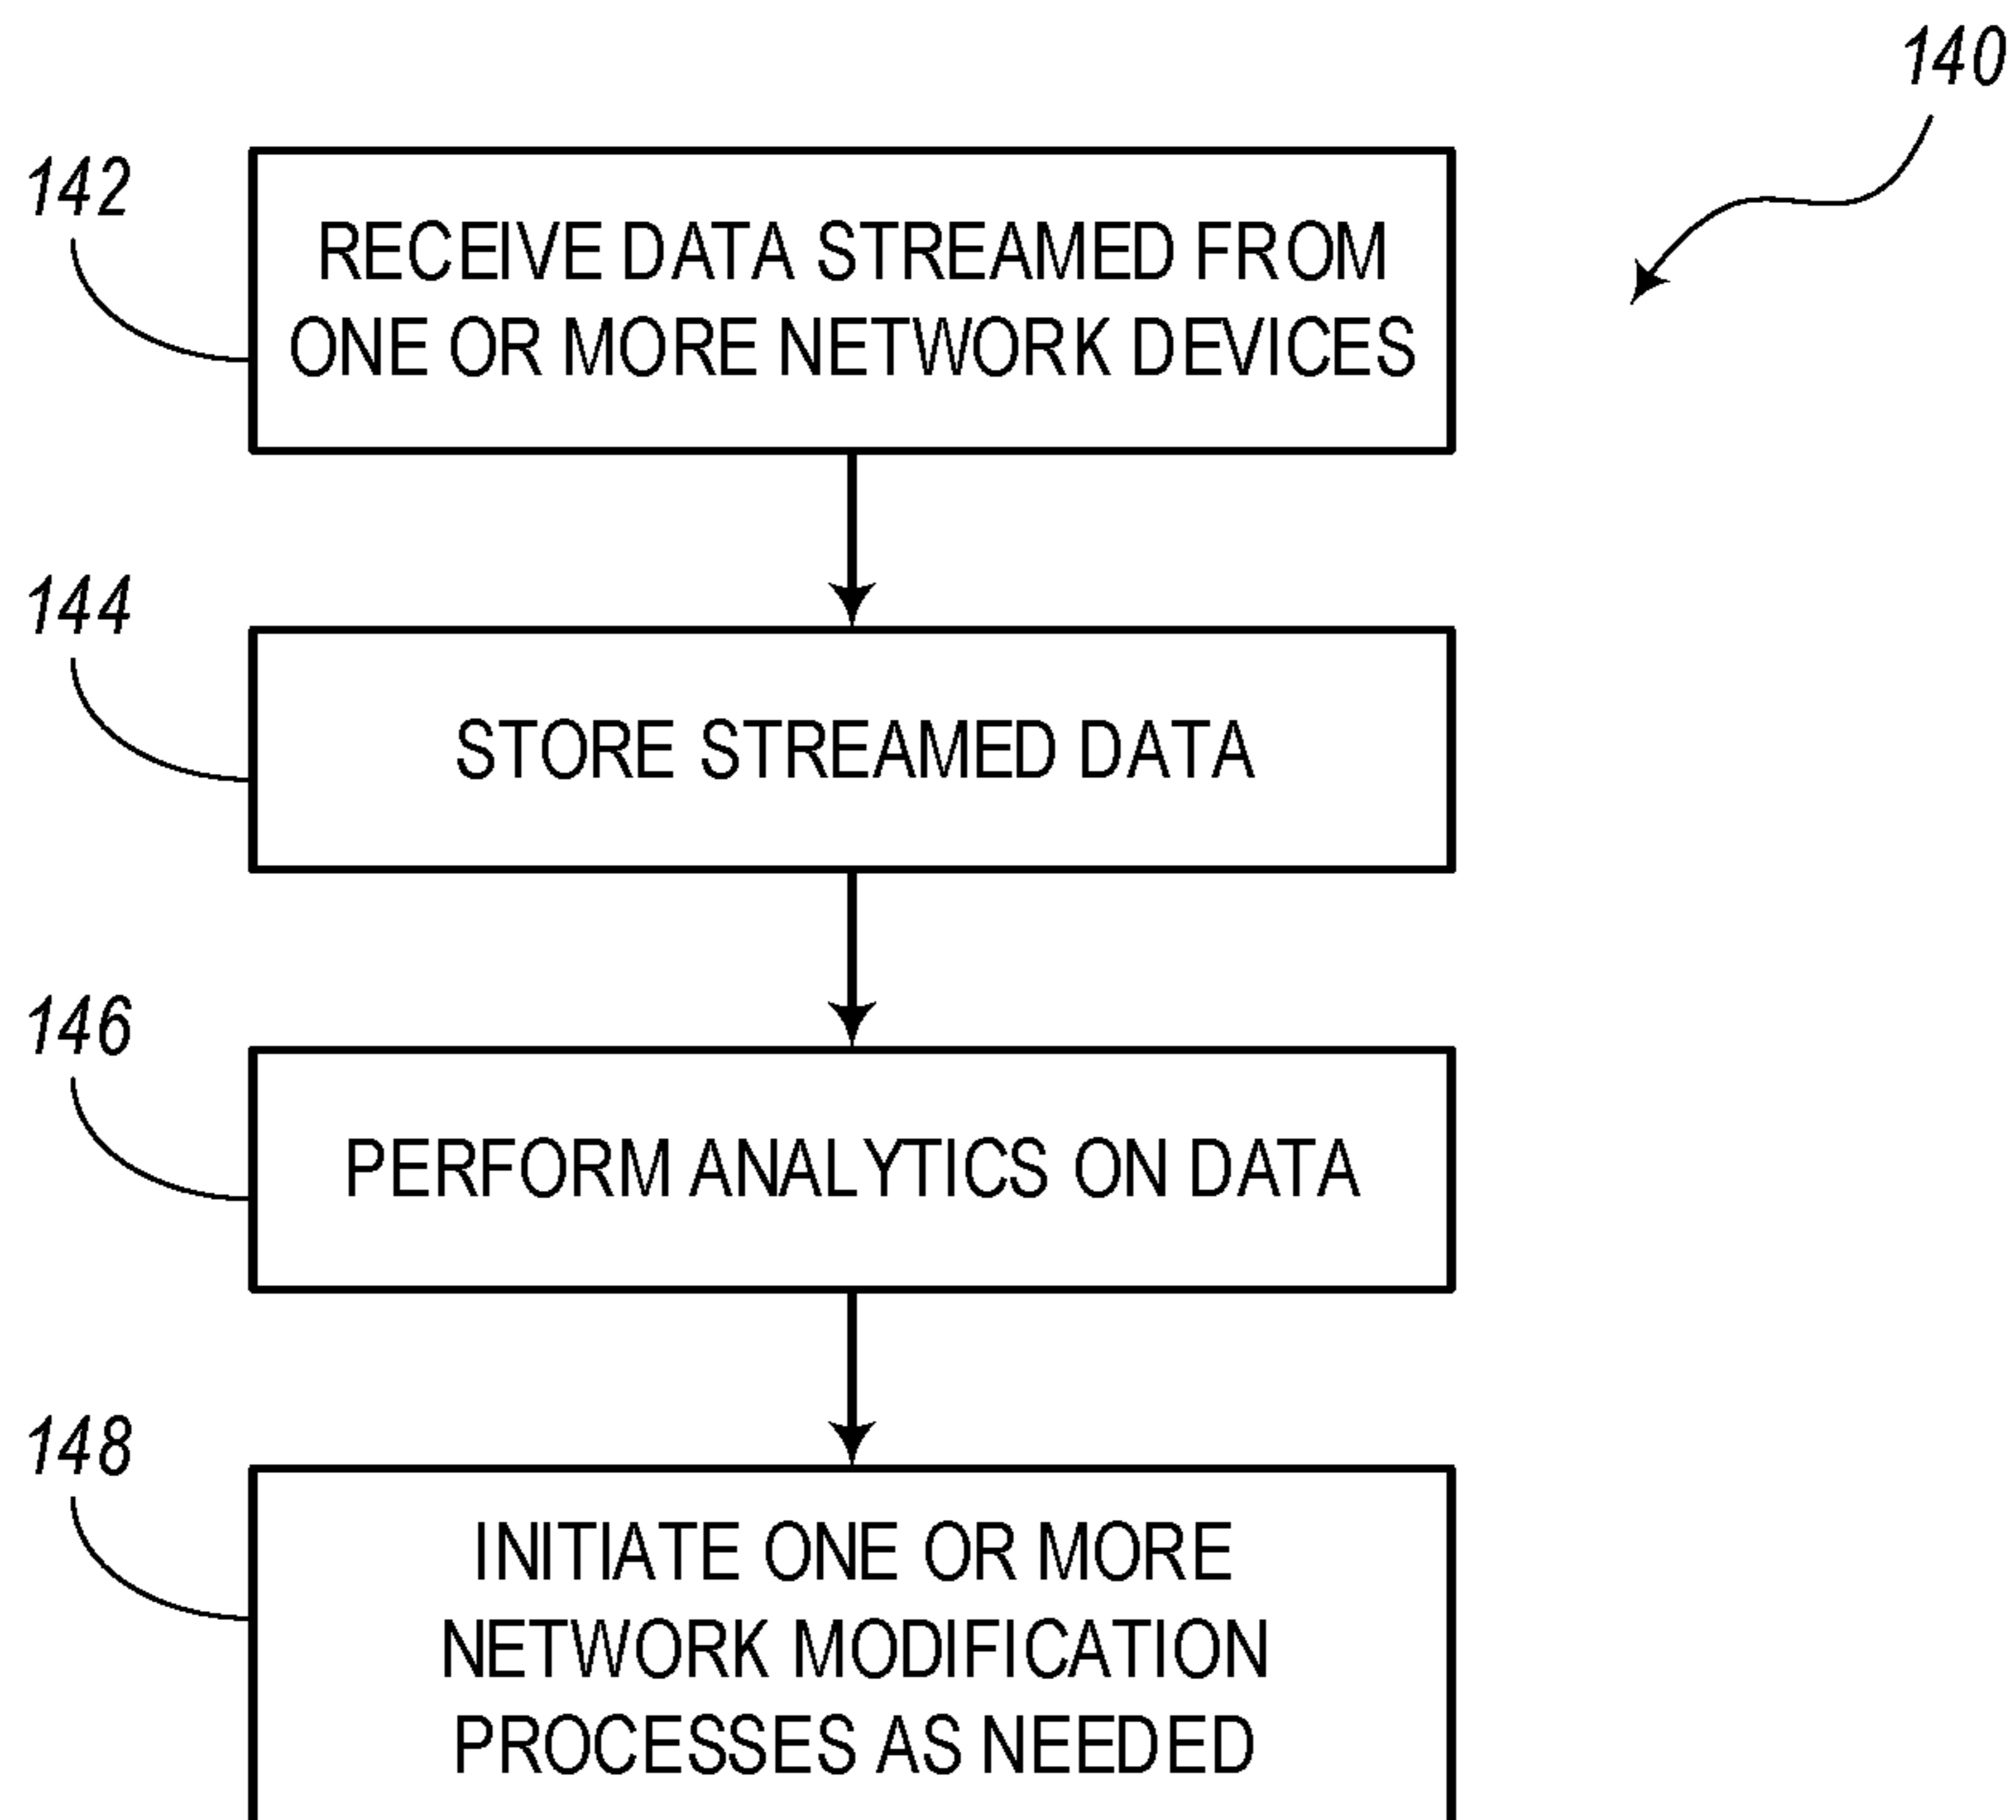 140
142
RECEIVE DATA STREAMED FROM
ONE OR MORE NETWORK DEVICES
144
STORE STREAMED DATA
146
PERFORM ANALYTICS ON DATA
148
INITIATE ONE OR MORE
NETWORK MODIFICATION
PROCESSES AS NEEDED